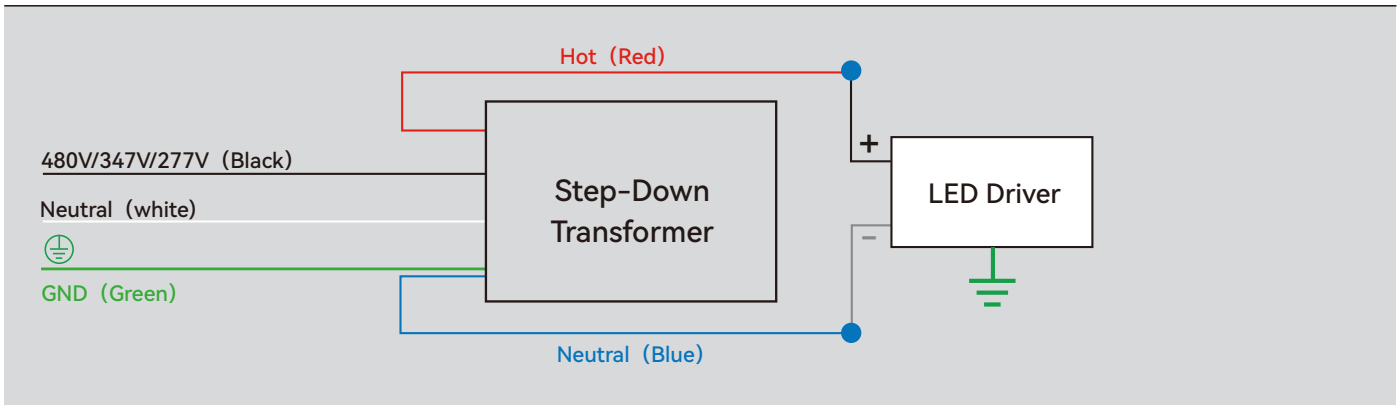 Hot（Red）
480V/347V/277V（Black）
Neutral（white）
GND（Green）
Step-Down
Transformer
Neutral（Blue）
+
LED Driver
-